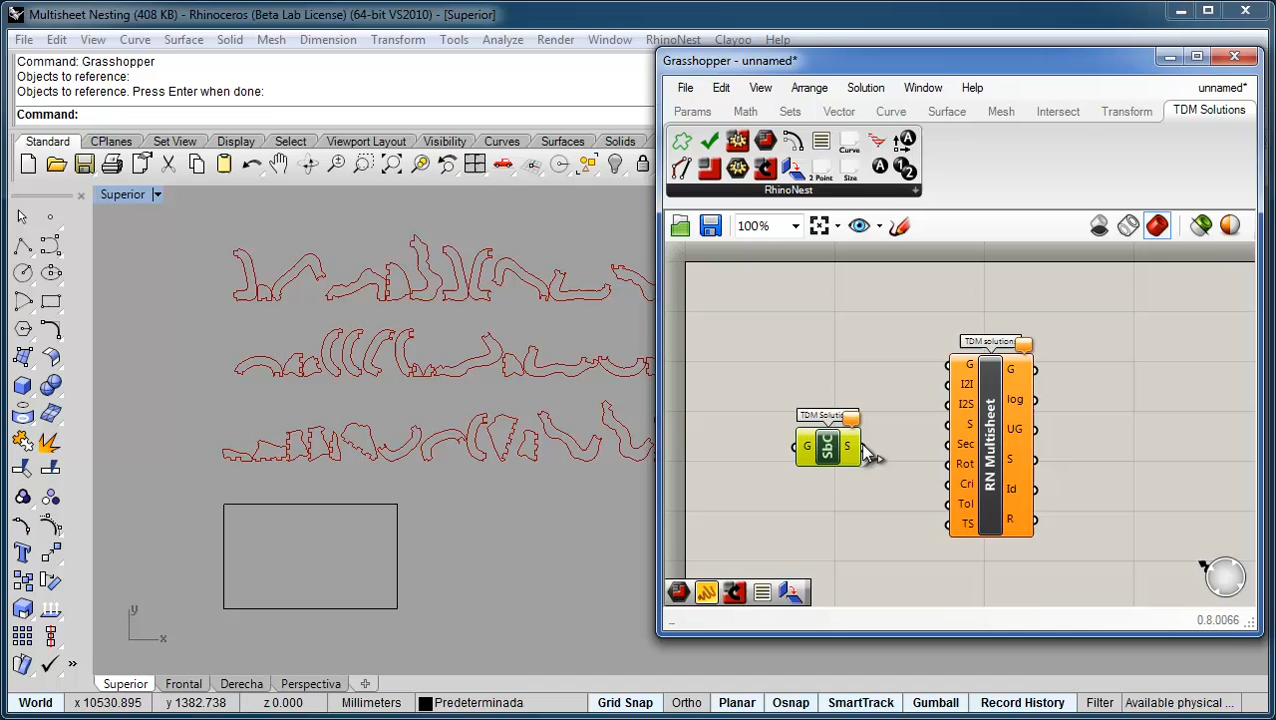 Multisheet Nesting (408 KB) - Rhinoceros (Beta Lab License) (64-bit VS2010) - [Superior]
File Edit View Curve Surface Solid Mesh Dimension Transform Tools Analyze Render Window RhinoNest Clayoo Help
Command: Grasshopper
Objects to reference:
Objects to reference. Press Enter when done:
Command:
Standard CPlanes Set View Display Select Viewport Layout Visibility Curves Surfaces Solids
Superior
Grasshopper - unnamed*
File Edit View Arrange Solution Window Help unnamed*
Params Math Sets Vector Curve Surface Mesh Intersect Transform TDM Solutions
Curve
2 Point Size
RhinoNest
100%
TDM solutions
G
I2I
I2S
S
Sec
Rot
Cri
Tol
TS
RN Multisheet
G
log
UG
S
Id
R
G SbC S
0.8.0066
y
x
Superior Frontal Derecha Perspectiva
World x 10530.895 y 1382.738 z 0.000 Millimeters Predeterminada Grid Snap Ortho Planar Osnap SmartTrack Gumball Record History Filter Available physical ...